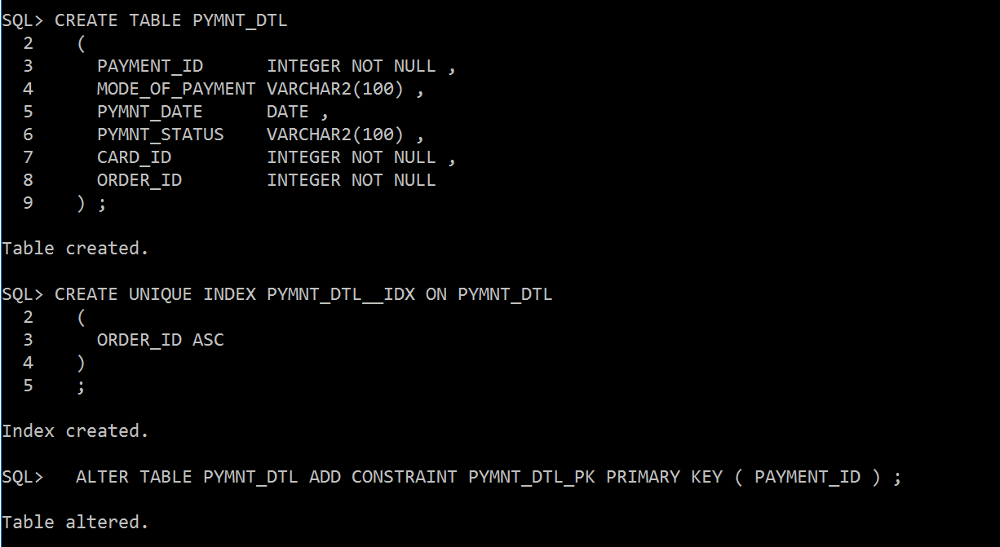 SQL> CREATE TABLE PYMNT_DTL
2 (
3 PAYMENT_ID INTEGER NOT NULL ,
4 MODE_OF_PAYMENT VARCHAR2(100) ,
5 PYMNT_DATE DATE ,
6 PYMNT_STATUS VARCHAR2(100) ,
7 CARD_ID INTEGER NOT NULL ,
8 ORDER_ID INTEGER NOT NULL
9 ) ;
Table created.
SQL> CREATE UNIQUE INDEX PYMNT_DTL__IDX ON PYMNT_DTL
2 (
3 ORDER_ID ASC
4 )
5 ;
Index created.
SQL> ALTER TABLE PYMNT_DTL ADD CONSTRAINT PYMNT_DTL_PK PRIMARY KEY ( PAYMENT_ID ) ;
Table altered.